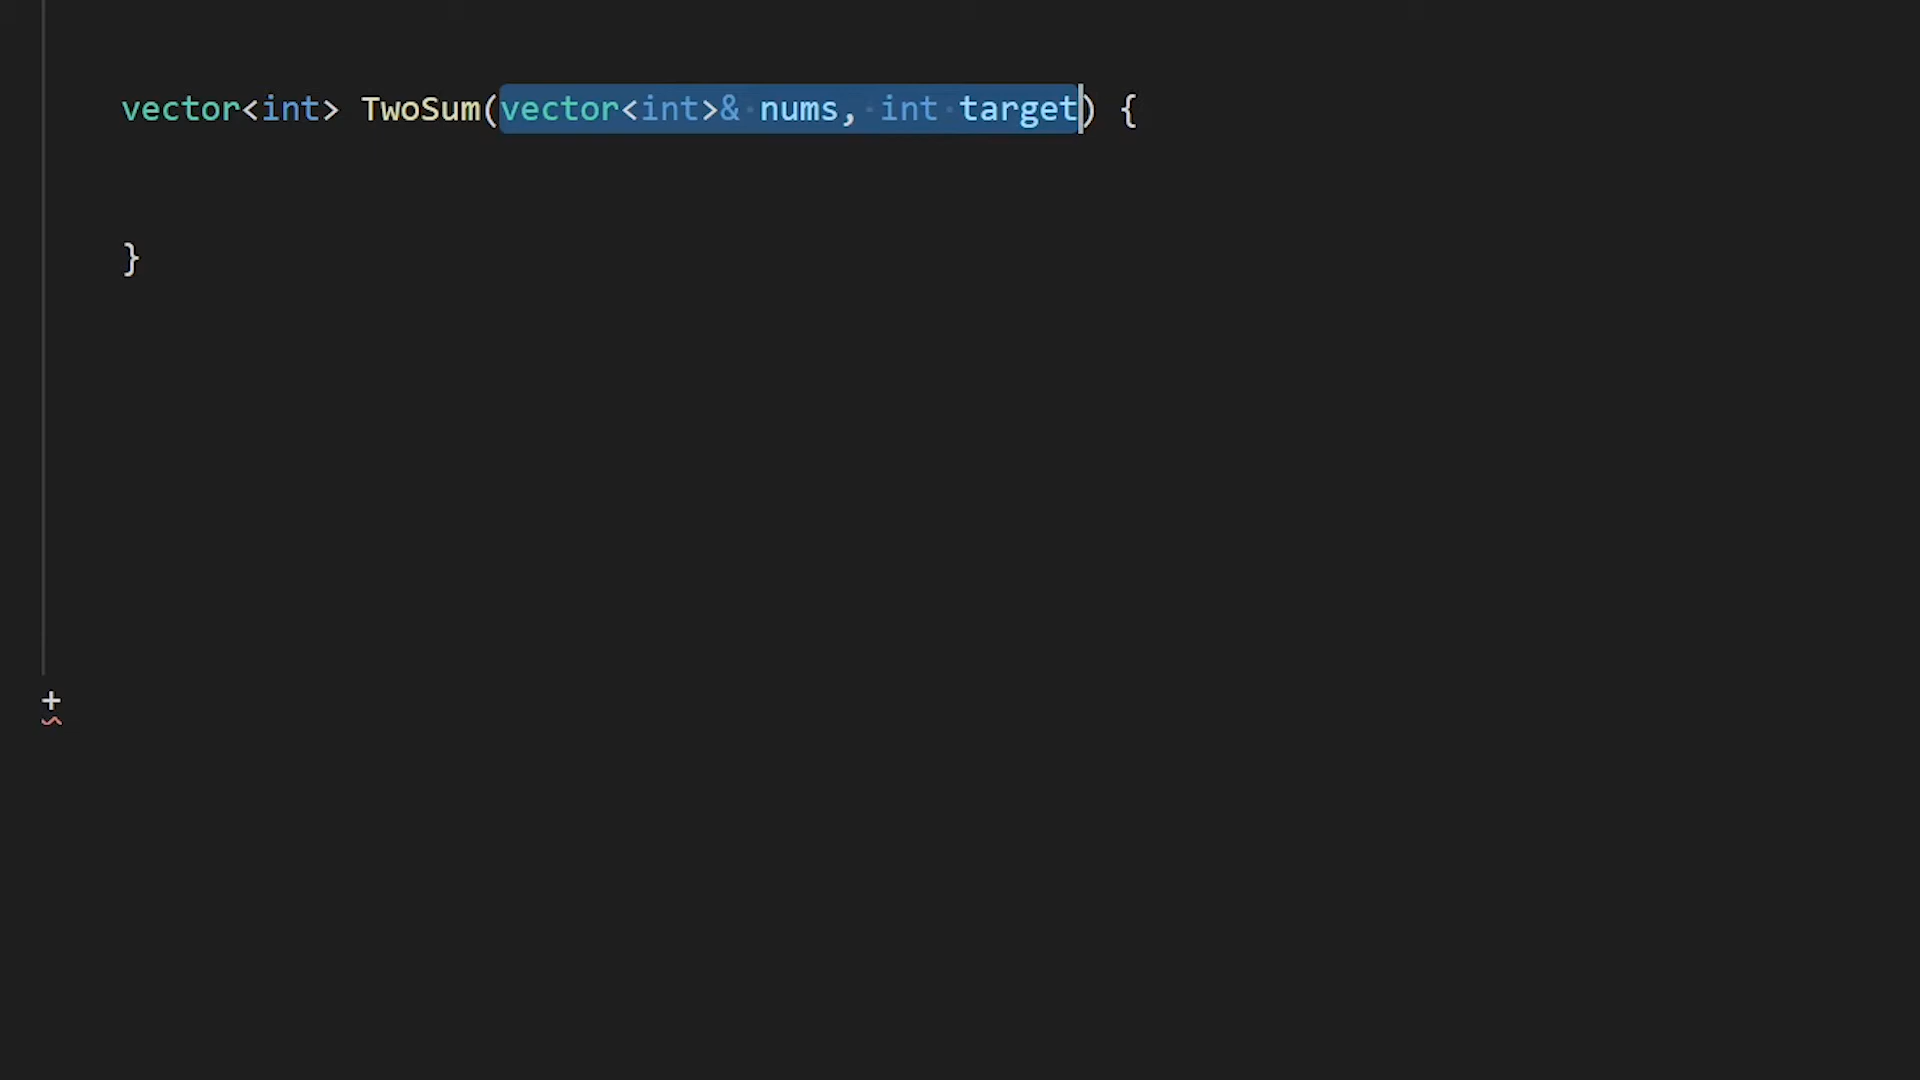 vector<int> TwoSum(vector<int>& nums, int target) {
}
+